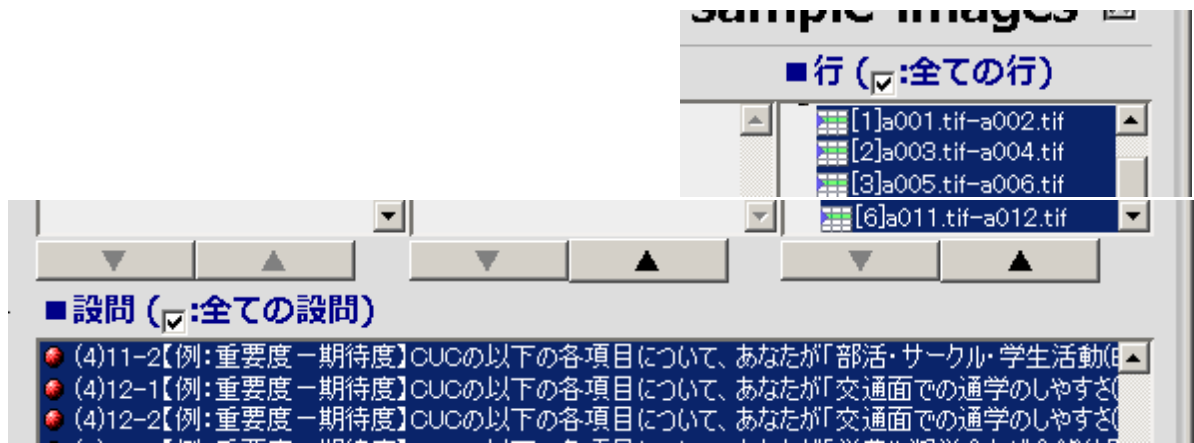 sample images
■行 (☑:全ての行)
[1]a001.tif-a002.tif
[2]a003.tif-a004.tif
[3]a005.tif-a006.tif
[6]a011.tif-a012.tif
■設問 (☑:全ての設問)
(4)11-2【例:重要度－期待度】CUCの以下の各項目について、あなたが「部活・サークル・学生活動(
(4)12-1【例:重要度－期待度】CUCの以下の各項目について、あなたが「交通面での通学のしやすさ
(4)12-2【例:重要度－期待度】CUCの以下の各項目について、あなたが「交通面での通学のしやすさ